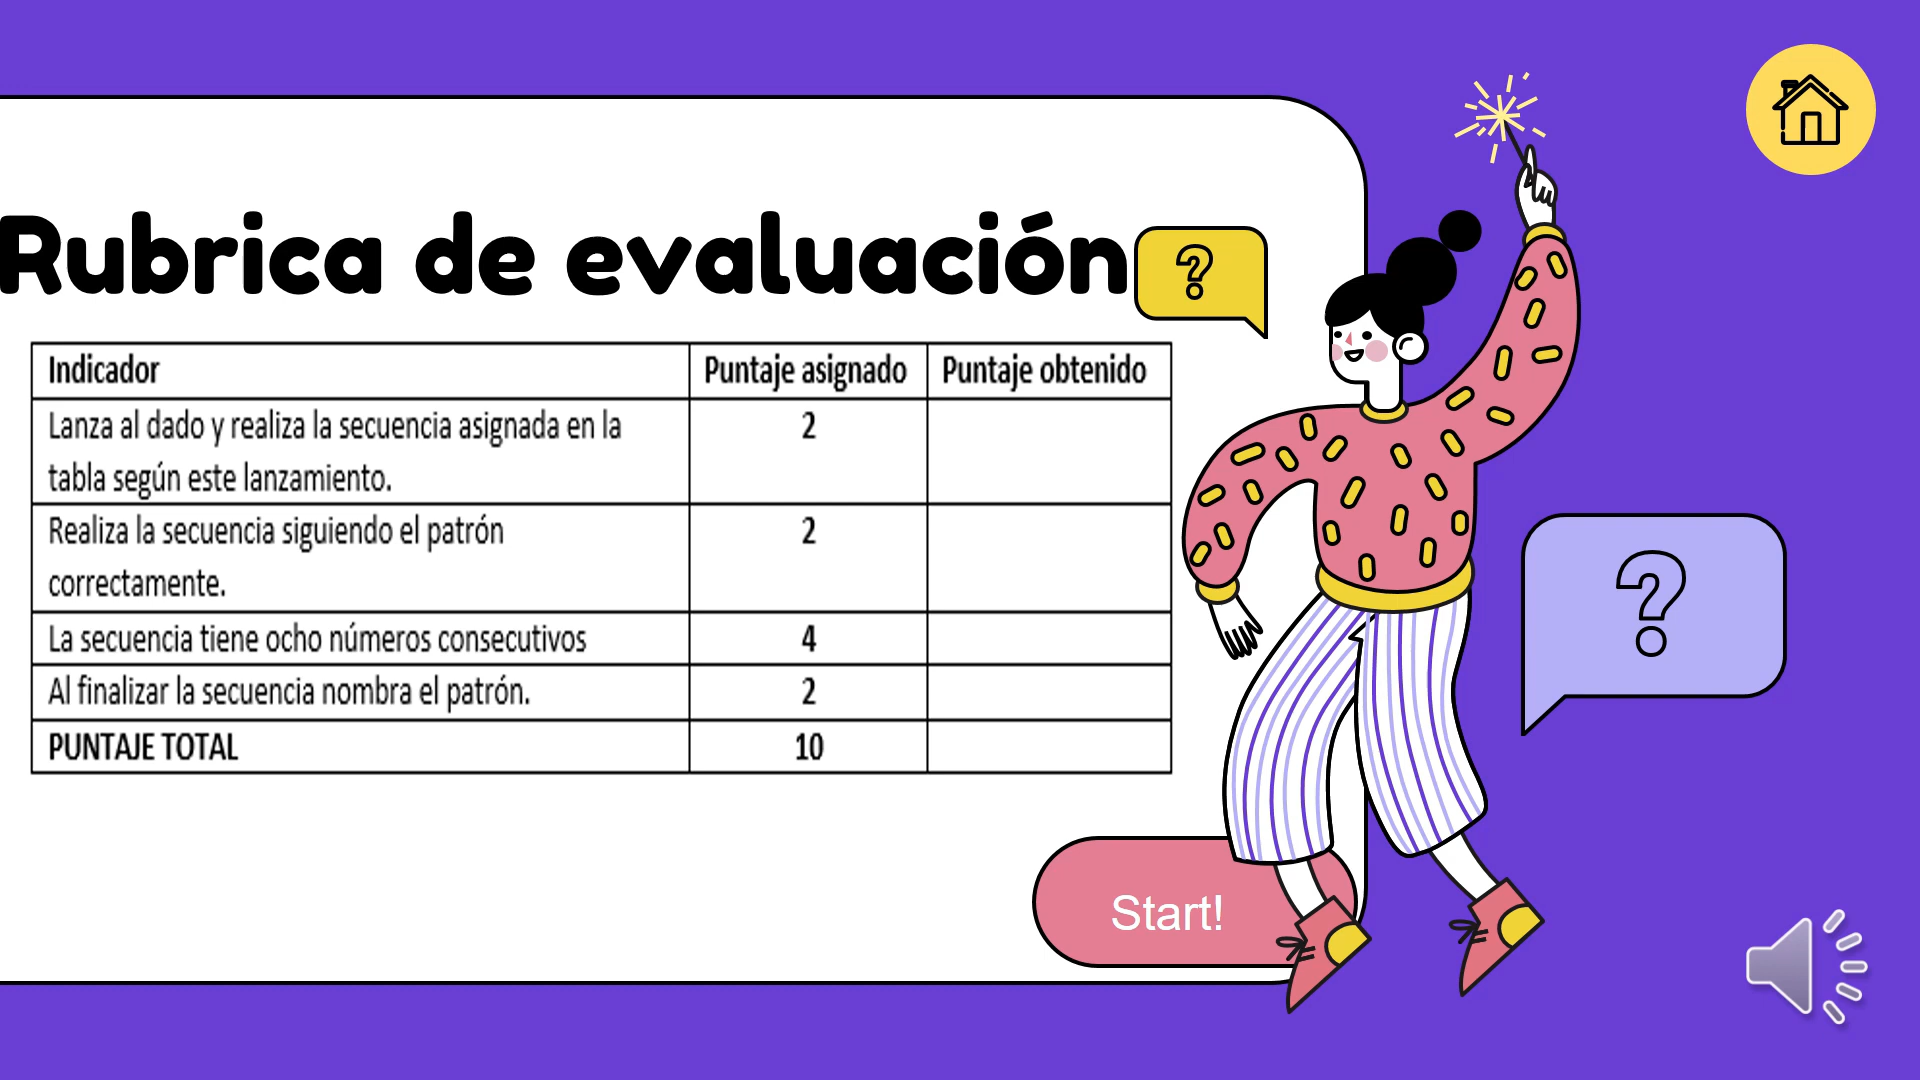 Rubrica de evaluación
?
Indicador Puntaje asignado Puntaje obtenido
Lanza al dado y realiza la secuencia asignada en la 2
tabla según este lanzamiento.
Realiza la secuencia siguiendo el patrón 2
correctamente.
La secuencia tiene ocho números consecutivos 4
Al finalizar la secuencia nombra el patrón. 2
PUNTAJE TOTAL 10
?
Start!